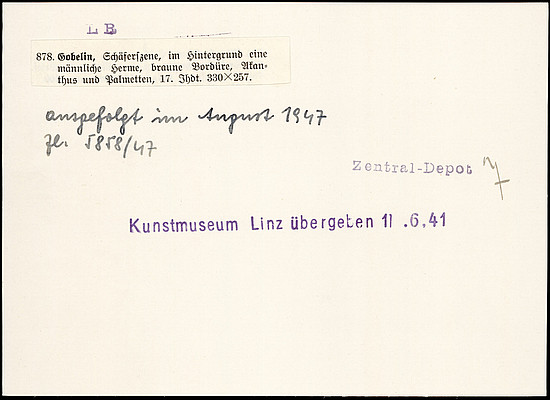 LB
878. Gobelin, Schäferszene, im Hintergrund eine
männliche Herme, braune Bordüre, Akan-
thus und Palmetten, 17. Jhdt. 330×257.
ausgefolgt im August 1947
Zl. 5858/47
Zentral-Depot
Kunstmuseum Linz übergeben 11 .6.41